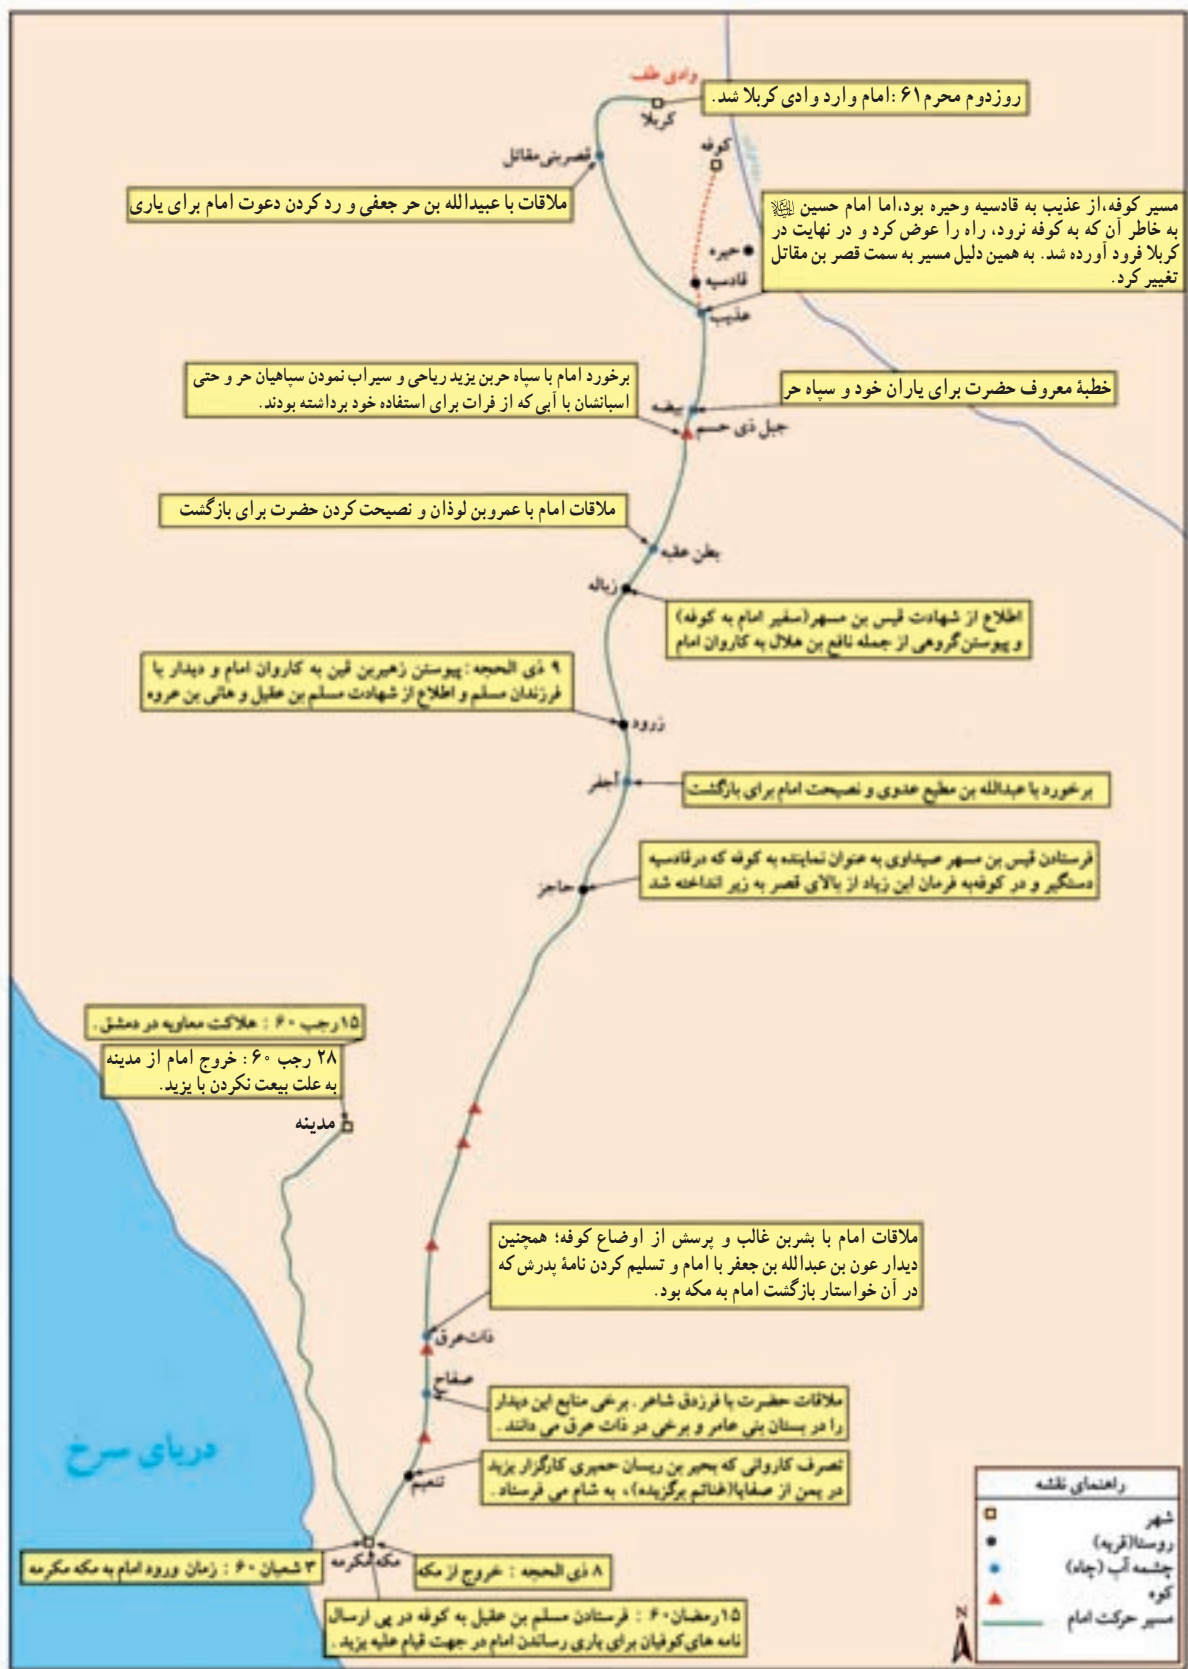 وادی طف
روز دوم محرم ۶۱ :امام وارد وادی کربلا شد.
کربلا
کوفه
قصربنی مقاتل
ملاقات با عبیدالله بن حر جعفی و رد کردن دعوت امام برای یاری
مسیر کوفه،از عذیب به قادسیه وحیره بود،اما امام حسین
به خاطر آن که به کوفه نرود، راه را عوض کرد و در نهایت در
کربلا فرود آورده شد. به همین دلیل مسیر به سمت قصر بن مقاتل
تغییر کرد.
حیره
قادسیه
عذیب
برخورد امام با سپاه حربن یزید ریاحی و سیراب نمودن سپاهیان حر و حتی
اسبانشان با آبی که از فرات برای استفاده خود برداشته بودند.
خطبهٔ معروف حضرت برای یاران خود و سپاه حر
بیضه
جبل ذی حسم
ملاقات امام با عمروبن لوذان و نصیحت کردن حضرت برای بازگشت
بطن عقبه
زباله
اطلاع از شهادت قیس بن مسهر(سفیر امام به کوفه)
و پیوستن گروهی از جمله نافع بن هلال به کاروان امام
۹ ذی الحجه : پیوستن زهیربن قین به کاروان امام و دیدار با
فرزندان مسلم و اطلاع از شهادت مسلم بن عقیل و هانی بن عروه
زرود
اجفر
برخورد با عبدالله بن مطیع عدوی و نصیحت امام برای بازگشت
فرستادن قیس بن مسهر صیداوی به عنوان نماینده به کوفه که درقادسیه
دستگیر و در کوفه‌به فرمان ابن زیاد از بالای قصر به زیر انداخته شد
حاجز
۱۵رجب ۶۰ : هلاکت معاویه در دمشق .
۲۸ رجب ۶۰ : خروج امام از مدینه
به علت بیعت نکردن با یزید.
مدینه
ملاقات امام با بشربن غالب و پرسش از اوضاع کوفه؛ همچنین
دیدار عون بن عبدالله بن جعفر با امام و تسلیم کردن نامهٔ پدرش که
در آن خواستار بازگشت امام به مکه بود.
ذات عرق
صفاح
ملاقات حضرت با فرزدق شاعر . برخی منابع این دیدار
را در بستان بنی عامر و برخی در ذات عرق می دانند .
تصرف کاروانی که بحیر بن ریسان حمیری کارگزار یزید
در یمن از صفایا(غنائم برگزیده)، به شام می فرستاد .
تنعیم
دریای سرخ
مکه مکرمه
۳ شعبان ۶۰ : زمان ورود امام به مکه مکرمه
۸ ذی الحجه : خروج از مکه
۱۵رمضان۶۰ : فرستادن مسلم بن عقیل به کوفه در پی ارسال
نامه های‌کوفیان برای یاری رساندن امام در جهت قیام علیه یزید .
راهنمای نقشه
شهر
روستا(قریه)
چشمه آب (چاه)
کوه
مسیر حرکت امام
N